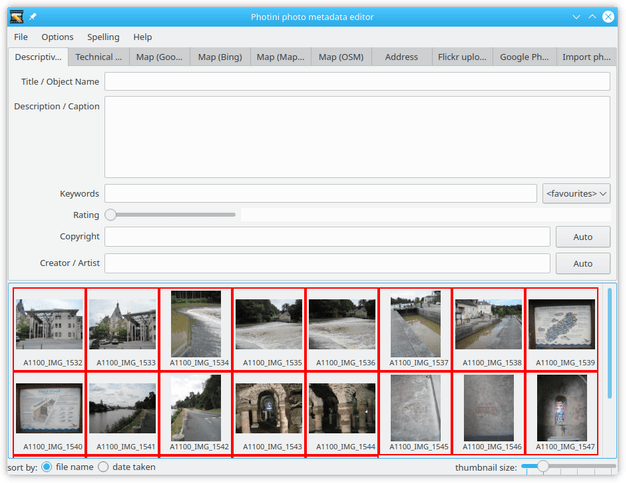 Photini photo metadata editor
File Options Spelling Help
Descriptiv... Technical ... Map (Goo... Map (Bing) Map (Map... Map (OSM) Address Flickr uplo... Google Ph... Import ph...
Title / Object Name
Description / Caption
Keywords <favourites>
Rating
Copyright Auto
Creator / Artist Auto
A1100_IMG_1532 A1100_IMG_1533 A1100_IMG_1534 A1100_IMG_1535 A1100_IMG_1536 A1100_IMG_1537 A1100_IMG_1538 A1100_IMG_1539
A1100_IMG_1540 A1100_IMG_1541 A1100_IMG_1542 A1100_IMG_1543 A1100_IMG_1544 A1100_IMG_1545 A1100_IMG_1546 A1100_IMG_1547
sort by: file name date taken thumbnail size: